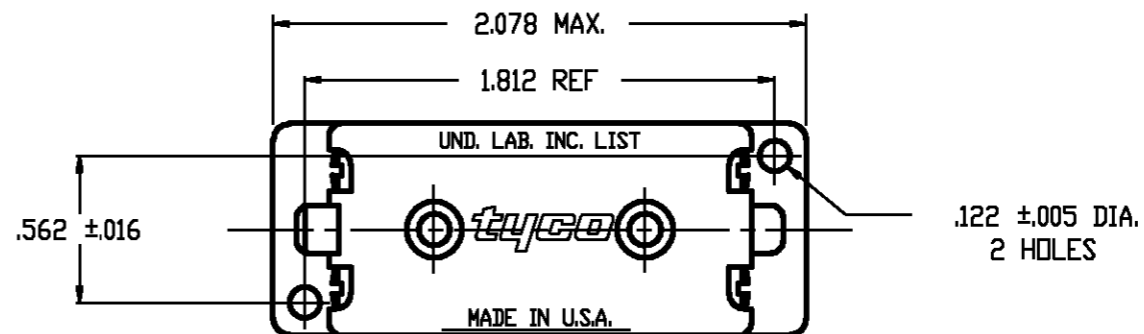 2.078 MAX.
1.812 REF
UND. LAB. INC. LIST
tyco
.562 ±.016
.122 ±.005 DIA.
2 HOLES
MADE IN U.S.A.